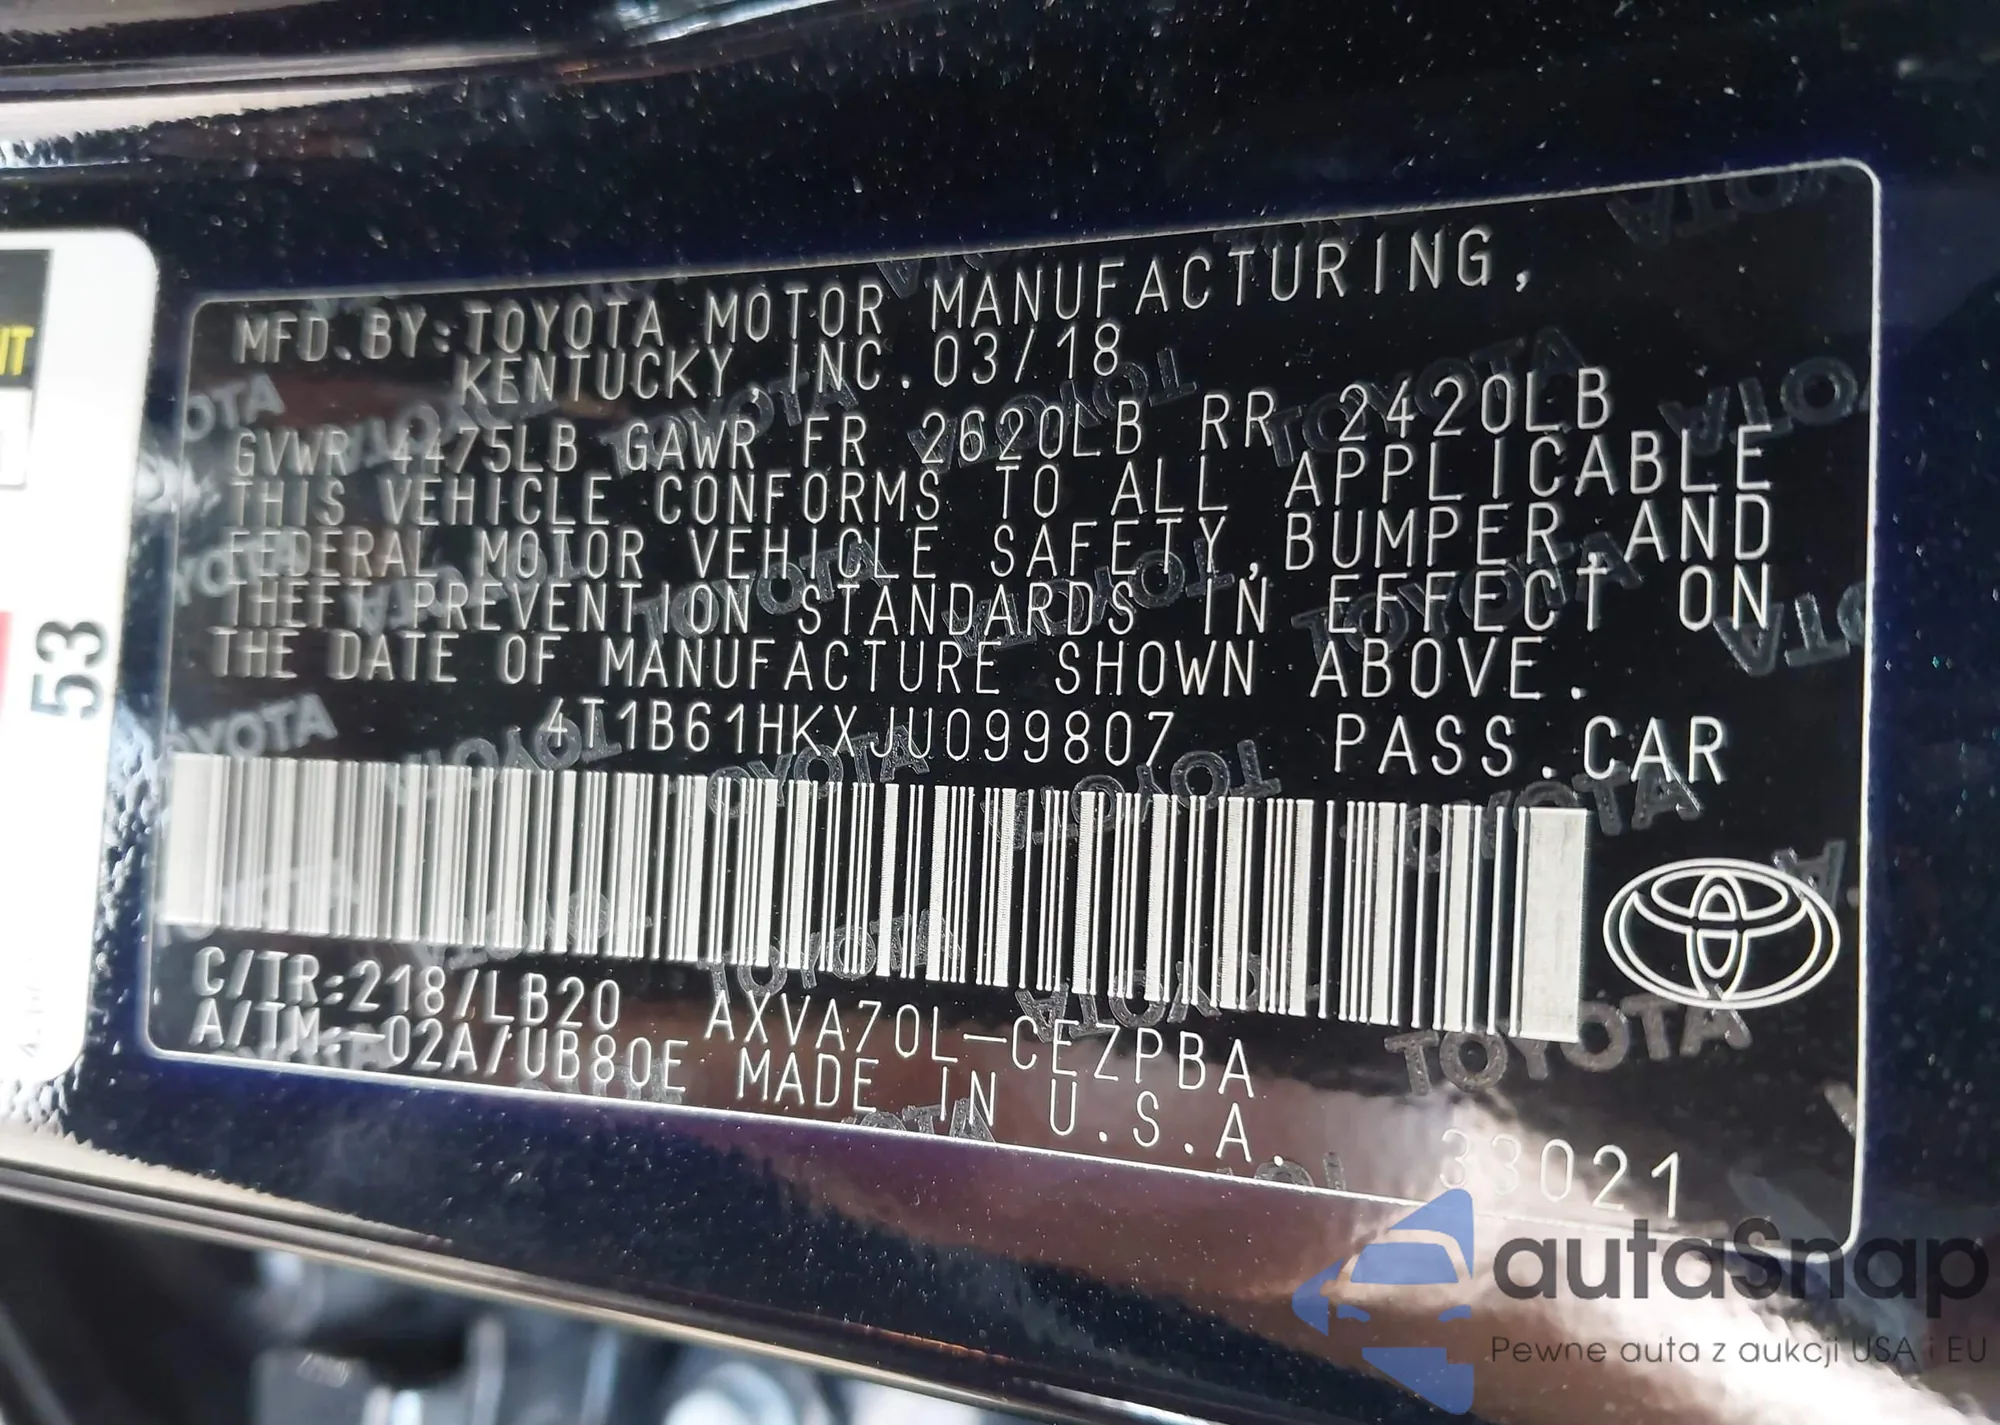 MFD.BY:TOYOTA MOTOR MANUFACTURING,
KENTUCKY, INC.03/18
GVWR 4475LB GAWR FR 2620LB RR 2420LB
THIS VEHICLE CONFORMS TO ALL APPLICABLE
FEDERAL MOTOR VEHICLE SAFETY,BUMPER,AND
THEFT PREVENTION STANDARDS IN EFFECT ON
THE DATE OF MANUFACTURE SHOWN ABOVE.
4T1B61HKXJU099807 PASS.CAR
C/TR:218/LB20 AXVA70L-CEZPBA
A/TM:-02A/UB80E MADE IN U.S.A.
33021
53
TOYOTA
autaSnap
Pewne auta z aukcji USA i EU